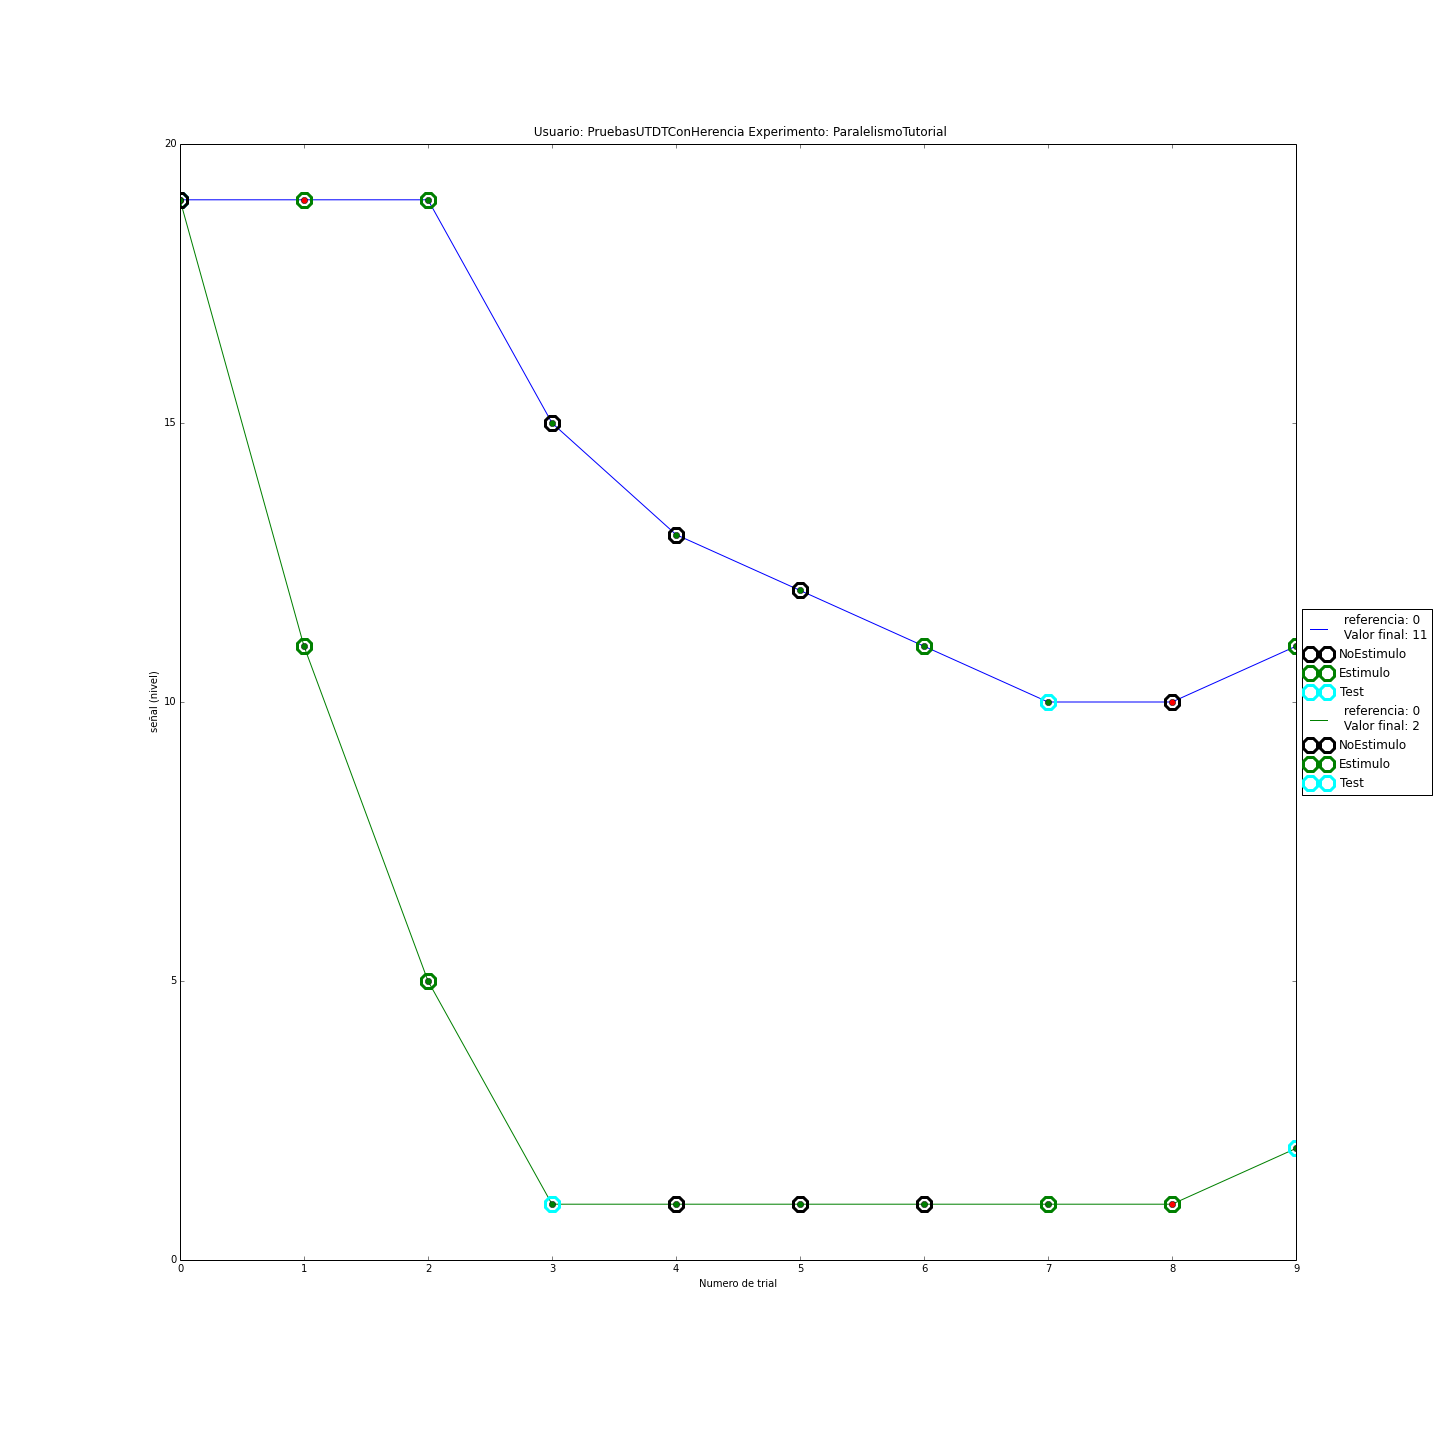 Usuario: PruebasUTDTConHerencia Experimento: ParalelismoTutorial
20
15
10
5
0
señal (nivel)
0 1 2 3 4 5 6 7 8 9
Numero de trial
referencia: 0
Valor final: 11
NoEstimulo
Estimulo
Test
referencia: 0
Valor final: 2
NoEstimulo
Estimulo
Test